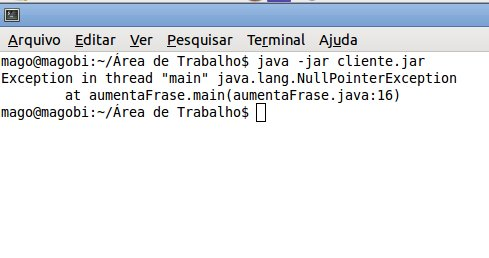 Arquivo Editar Ver Pesquisar Terminal Ajuda
mago@magobi:~/Área de Trabalho$ java -jar cliente.jar
Exception in thread "main" java.lang.NullPointerException
        at aumentaFrase.main(aumentaFrase.java:16)
mago@magobi:~/Área de Trabalho$